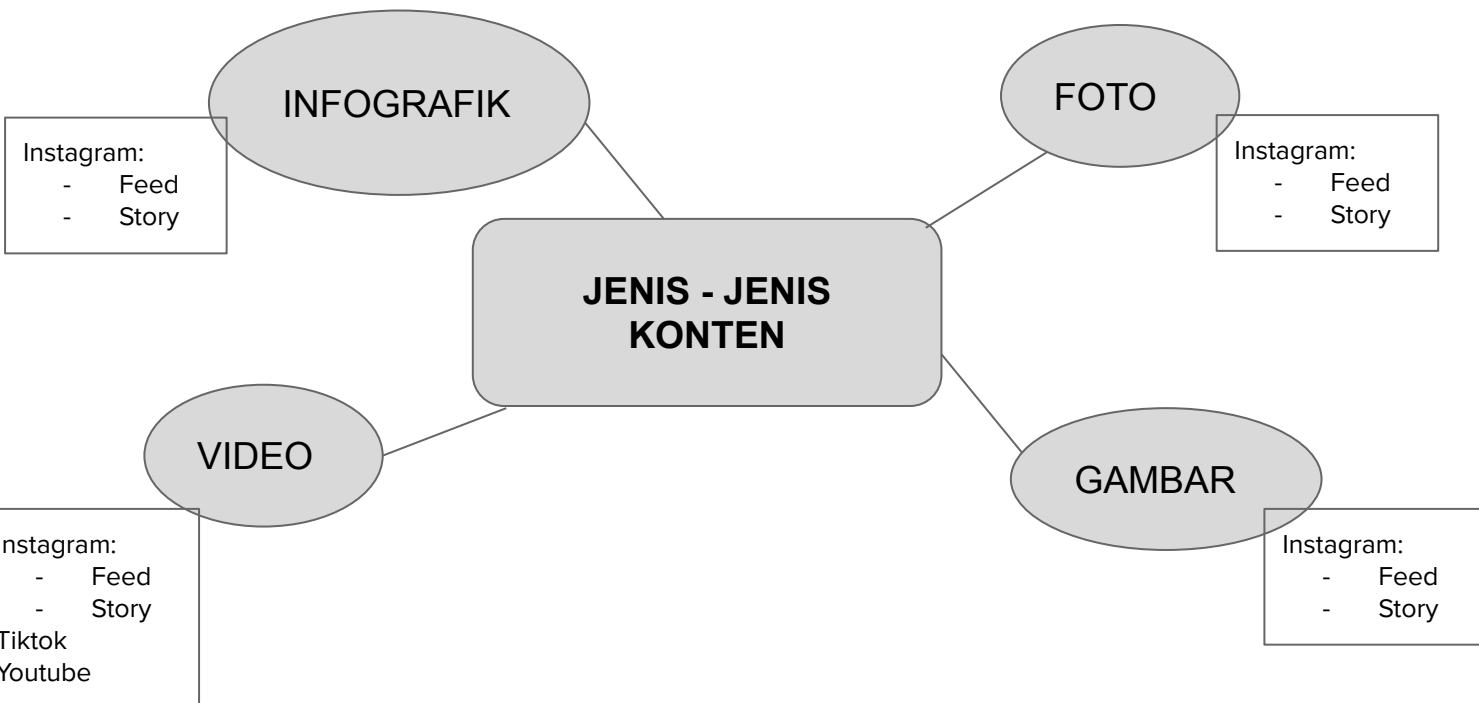 INFOGRAFIK
Instagram:
- Feed
- Story
FOTO
Instagram:
- Feed
- Story
JENIS - JENIS
KONTEN
VIDEO
nstagram:
- Feed
- Story
Tiktok
Youtube
GAMBAR
Instagram:
- Feed
- Story